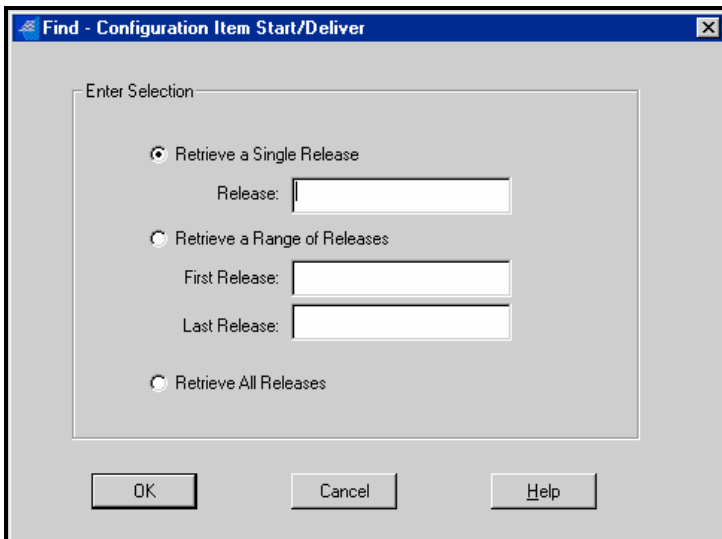 Find - Configuration Item Start/Deliver
Enter Selection
Retrieve a Single Release
Release:
Retrieve a Range of Releases
First Release:
Last Release:
Retrieve All Releases
OK Cancel Help